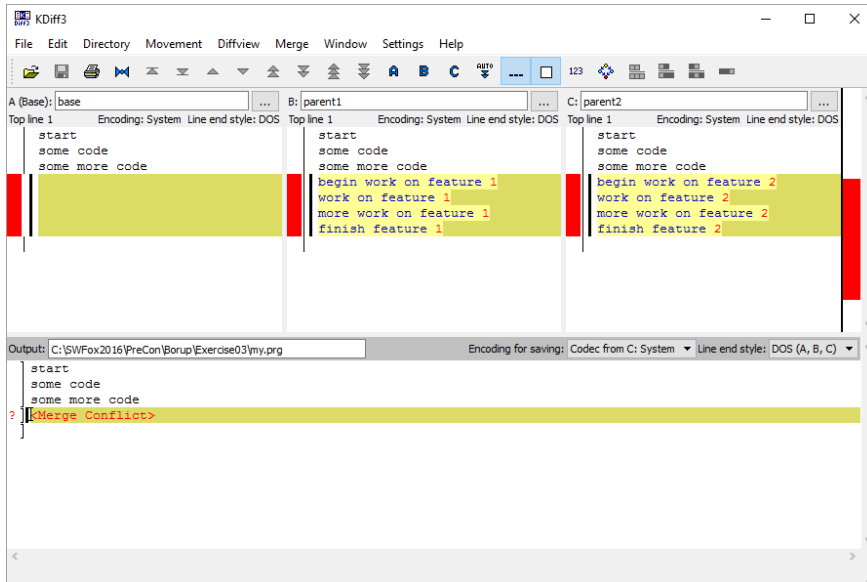 KDiff3
File Edit Directory Movement Diffview Merge Window Settings Help
A B C AUTO 123
A (Base): base ...
Top line 1 Encoding: System Line end style: DOS
start
some code
some more code
B: parent1 ...
Top line 1 Encoding: System Line end style: DOS
start
some code
some more code
begin work on feature 1
work on feature 1
more work on feature 1
finish feature 1
C: parent2 ...
Top line 1 Encoding: System Line end style: DOS
start
some code
some more code
begin work on feature 2
work on feature 2
more work on feature 2
finish feature 2
Output: C:\SWFox2016\PreCon\Borup\Exercise03\my.prg Encoding for saving: Codec from C: System Line end style: DOS (A, B, C)
start
some code
some more code
? <Merge Conflict>